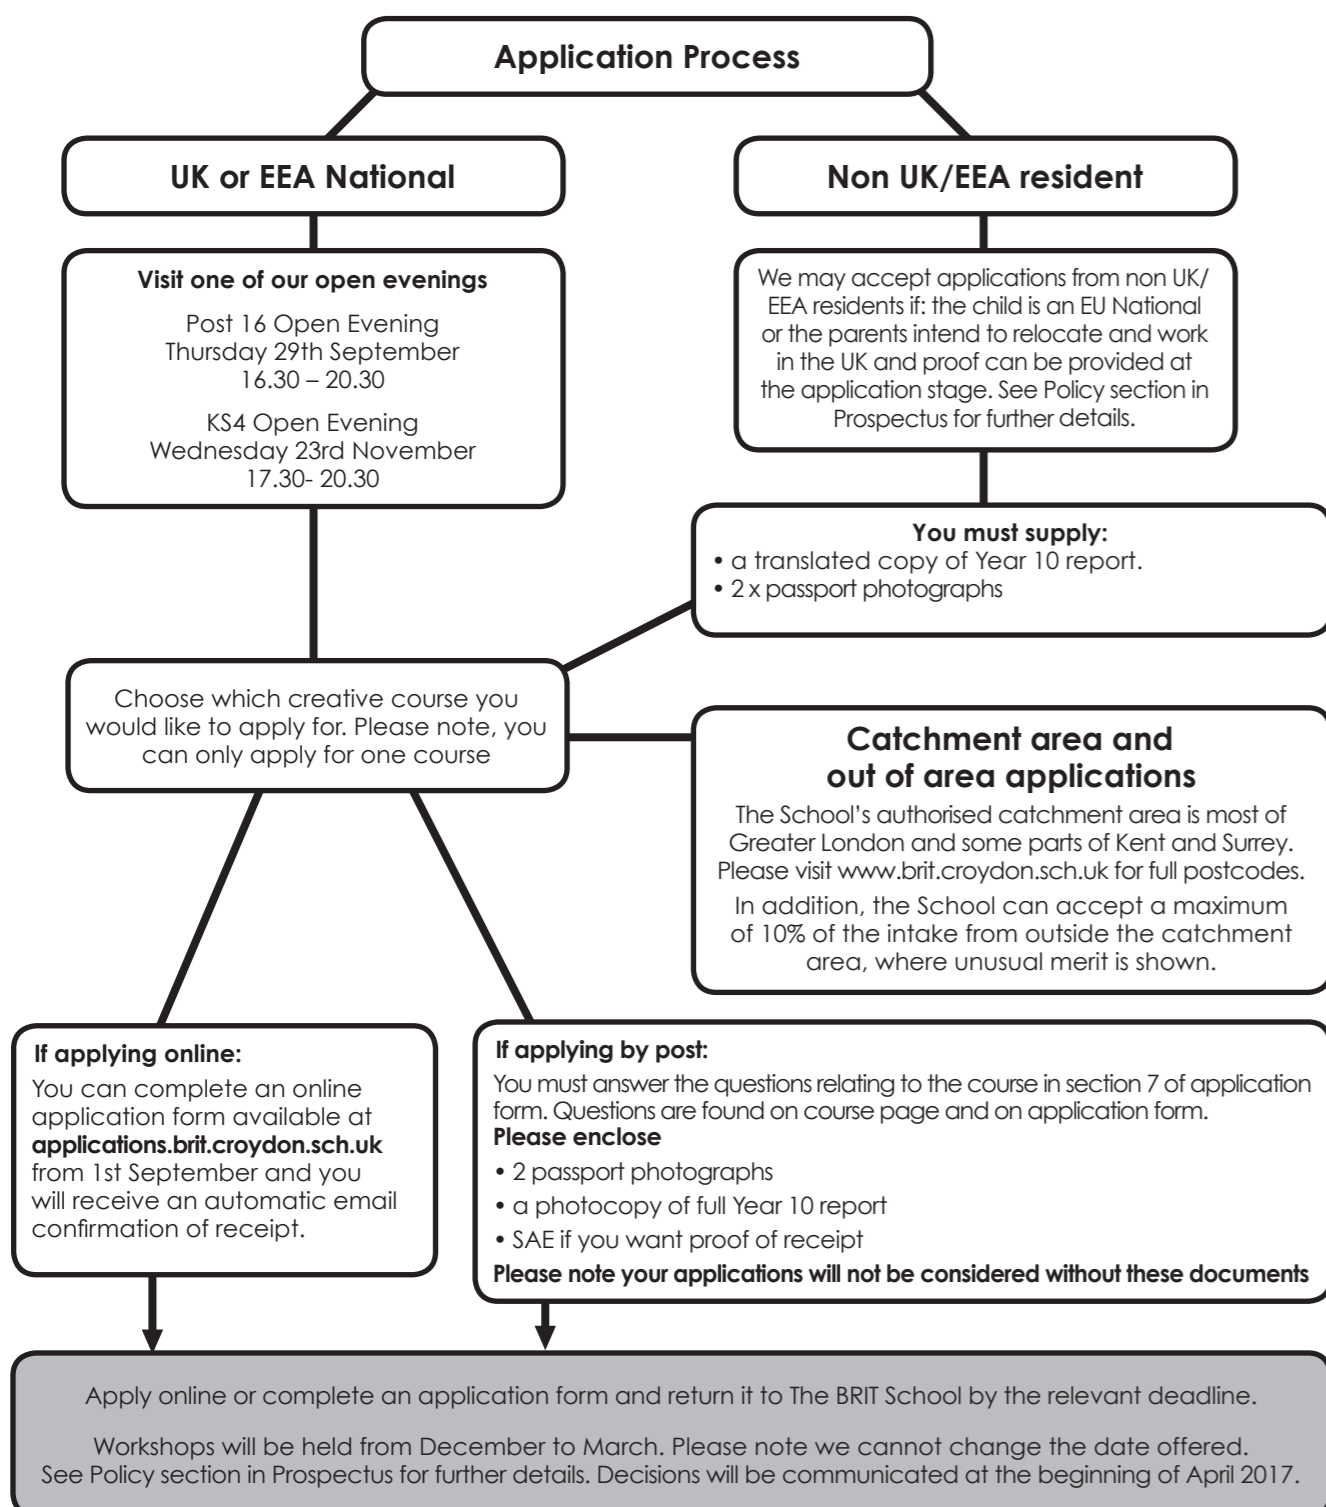 Application Process
UK or EEA National
Non UK/EEA resident
Visit one of our open evenings
Post 16 Open Evening
Thursday 29th September
16.30 – 20.30
KS4 Open Evening
Wednesday 23rd November
17.30- 20.30
We may accept applications from non UK/
EEA residents if: the child is an EU National
or the parents intend to relocate and work
in the UK and proof can be provided at
the application stage. See Policy section in
Prospectus for further details.
You must supply:
• a translated copy of Year 10 report.
• 2 x passport photographs
Choose which creative course you
would like to apply for. Please note, you
can only apply for one course
Catchment area and
out of area applications
The School’s authorised catchment area is most of
Greater London and some parts of Kent and Surrey.
Please visit www.brit.croydon.sch.uk for full postcodes.
In addition, the School can accept a maximum
of 10% of the intake from outside the catchment
area, where unusual merit is shown.
If applying online:
You can complete an online
application form available at
applications.brit.croydon.sch.uk
from 1st September and you
will receive an automatic email
confirmation of receipt.
If applying by post:
You must answer the questions relating to the course in section 7 of application
form. Questions are found on course page and on application form.
Please enclose
• 2 passport photographs
• a photocopy of full Year 10 report
• SAE if you want proof of receipt
Please note your applications will not be considered without these documents
Apply online or complete an application form and return it to The BRIT School by the relevant deadline.
Workshops will be held from December to March. Please note we cannot change the date offered.
See Policy section in Prospectus for further details. Decisions will be communicated at the beginning of April 2017.